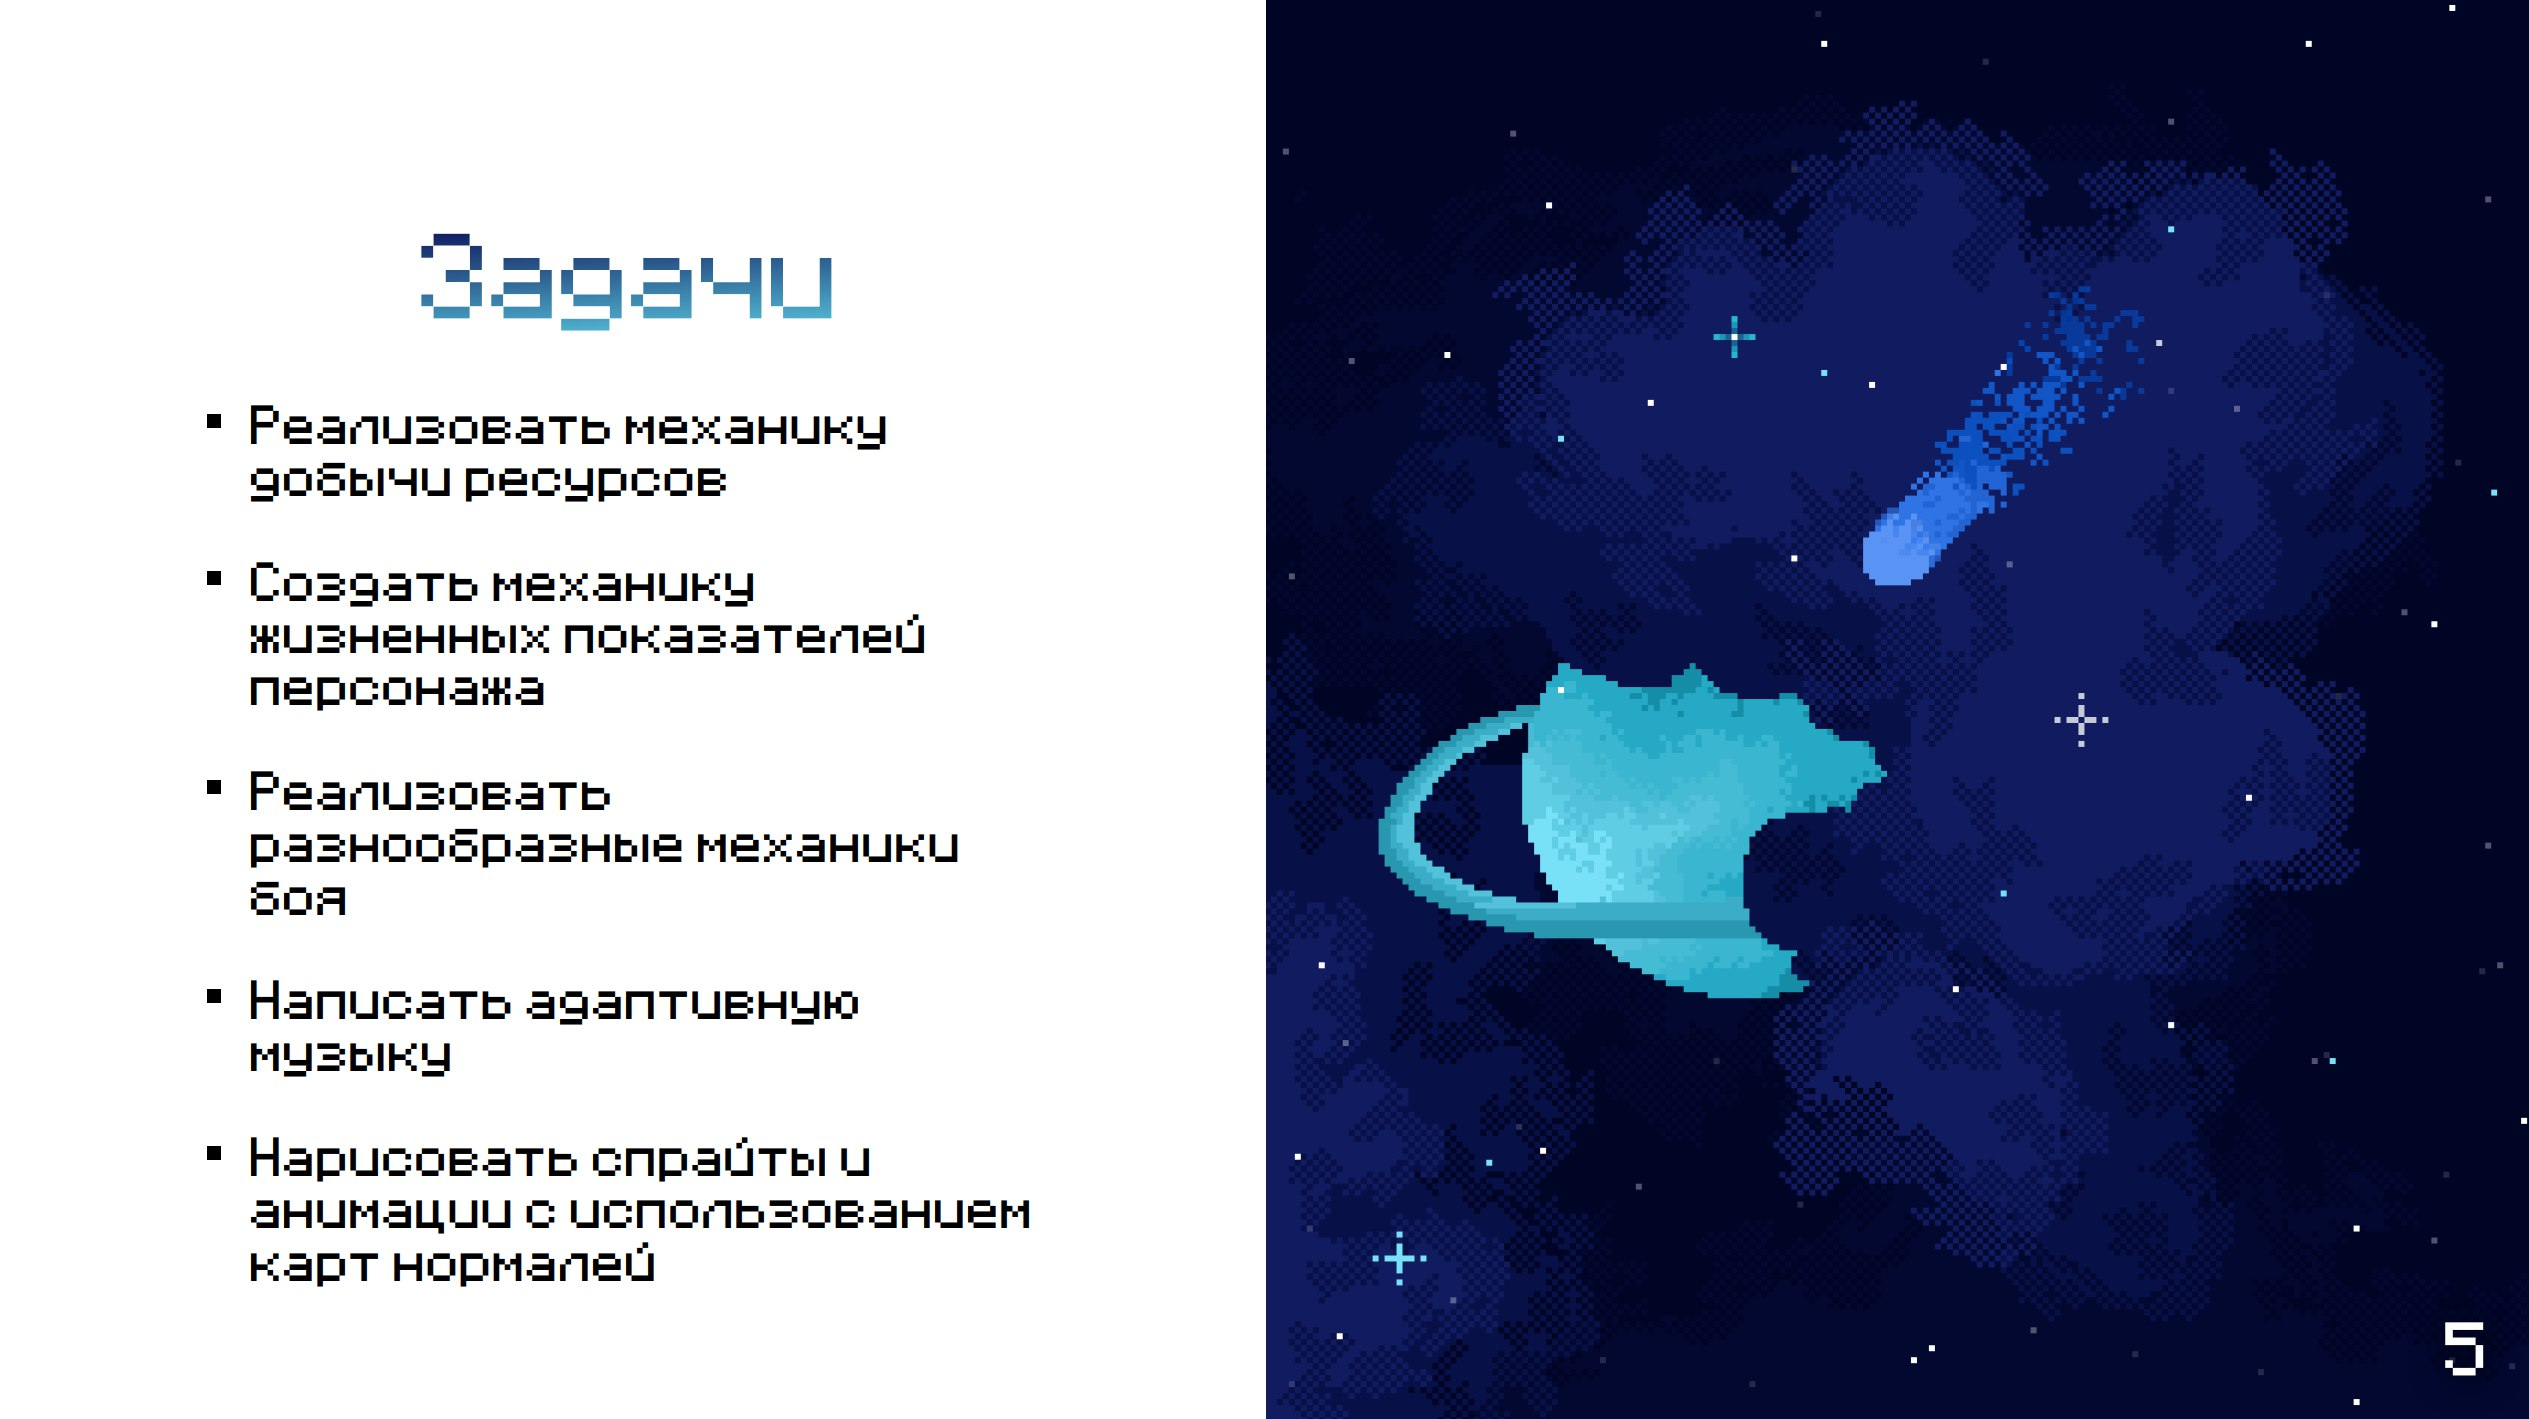 Задачи
▪ Реализовать механику
добычи ресурсов
▪ Создать механику
жизненных показателей
персонажа
▪ Реализовать
разнообразные механики
боя
▪ Написать адаптивную
музыку
▪ Нарисовать спрайты и
анимации с использованием
карт нормалей
5